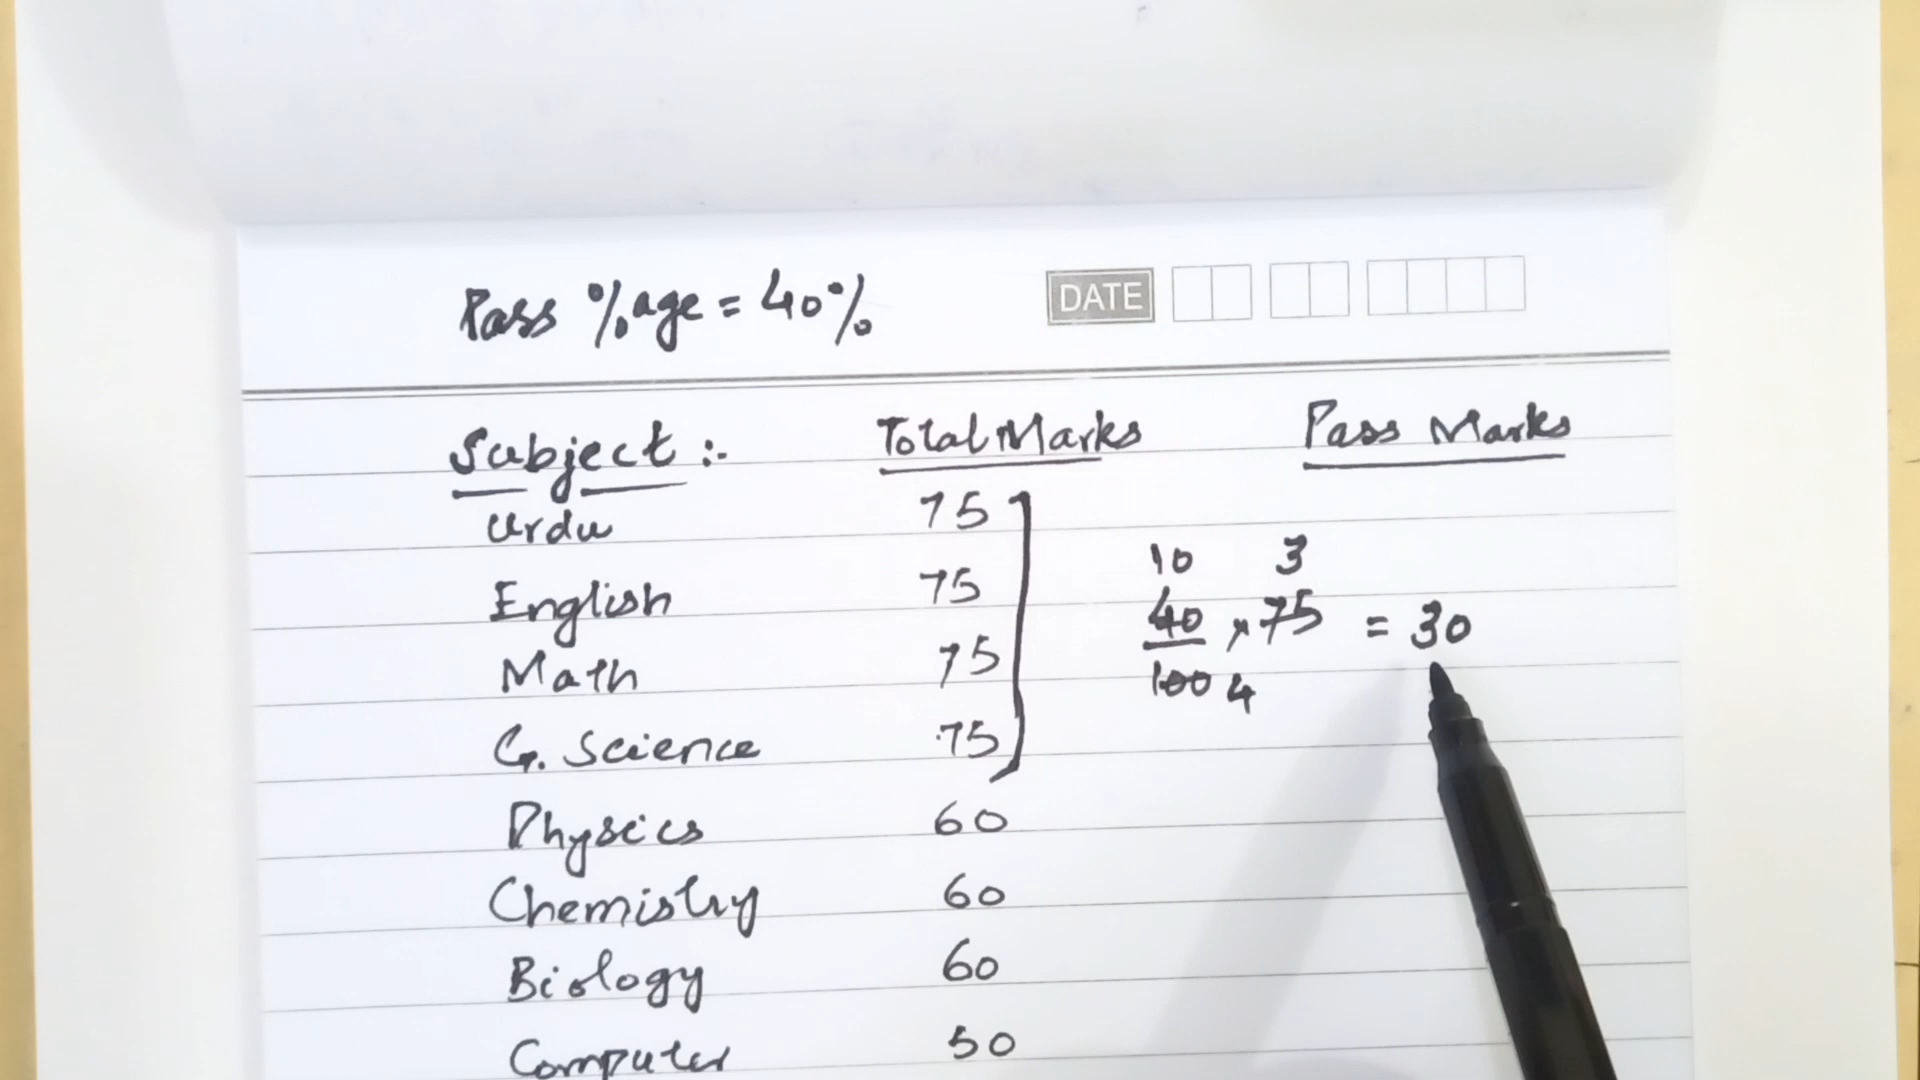 Pass %age = 40%
DATE
Subject :- Total Marks Pass Marks
Urdu 75
10 3
English 75
40 × 75 = 30
Math 75
100 4
G. Science 75
Physics 60
Chemistry 60
Biology 60
Computer 50